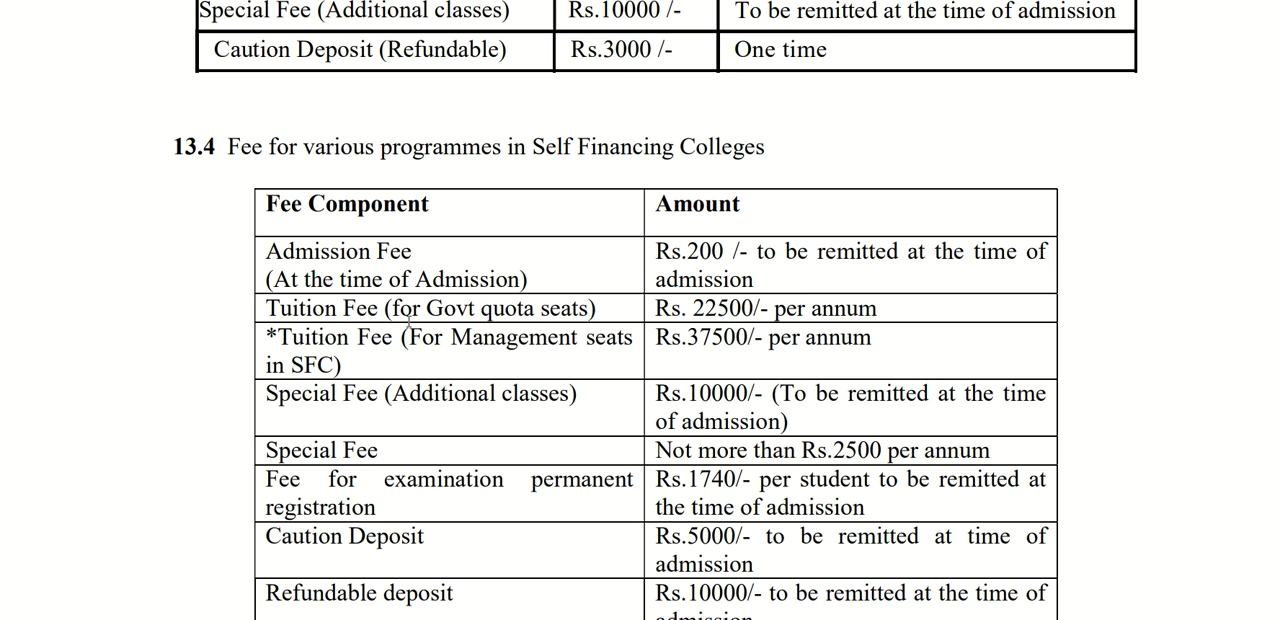 Special Fee (Additional classes) Rs.10000 /- To be remitted at the time of admission
Caution Deposit (Refundable) Rs.3000 /- One time
13.4 Fee for various programmes in Self Financing Colleges
Fee Component Amount
Admission Fee Rs.200 /- to be remitted at the time of
(At the time of Admission) admission
Tuition Fee (for Govt quota seats) Rs. 22500/- per annum
*Tuition Fee (For Management seats Rs.37500/- per annum
in SFC)
Special Fee (Additional classes) Rs.10000/- (To be remitted at the time
of admission)
Special Fee Not more than Rs.2500 per annum
Fee for examination permanent Rs.1740/- per student to be remitted at
registration the time of admission
Caution Deposit Rs.5000/- to be remitted at time of
admission
Refundable deposit Rs.10000/- to be remitted at the time of
admission